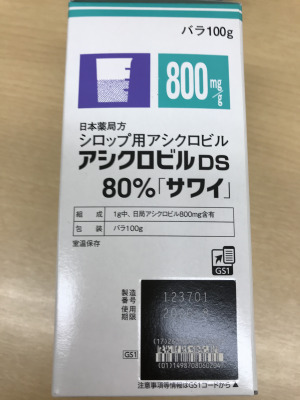 バラ100g
800mg/g
日本薬局方
シロップ用アシクロビル
アシクロビルDS
80%「サワイ」
組 成 1g中、日局アシクロビル800mg含有
包 装 バラ100g
室温保存
GS1
製造番号 123701
使用期限
GS1
注意事項等情報はGS1コードから▲